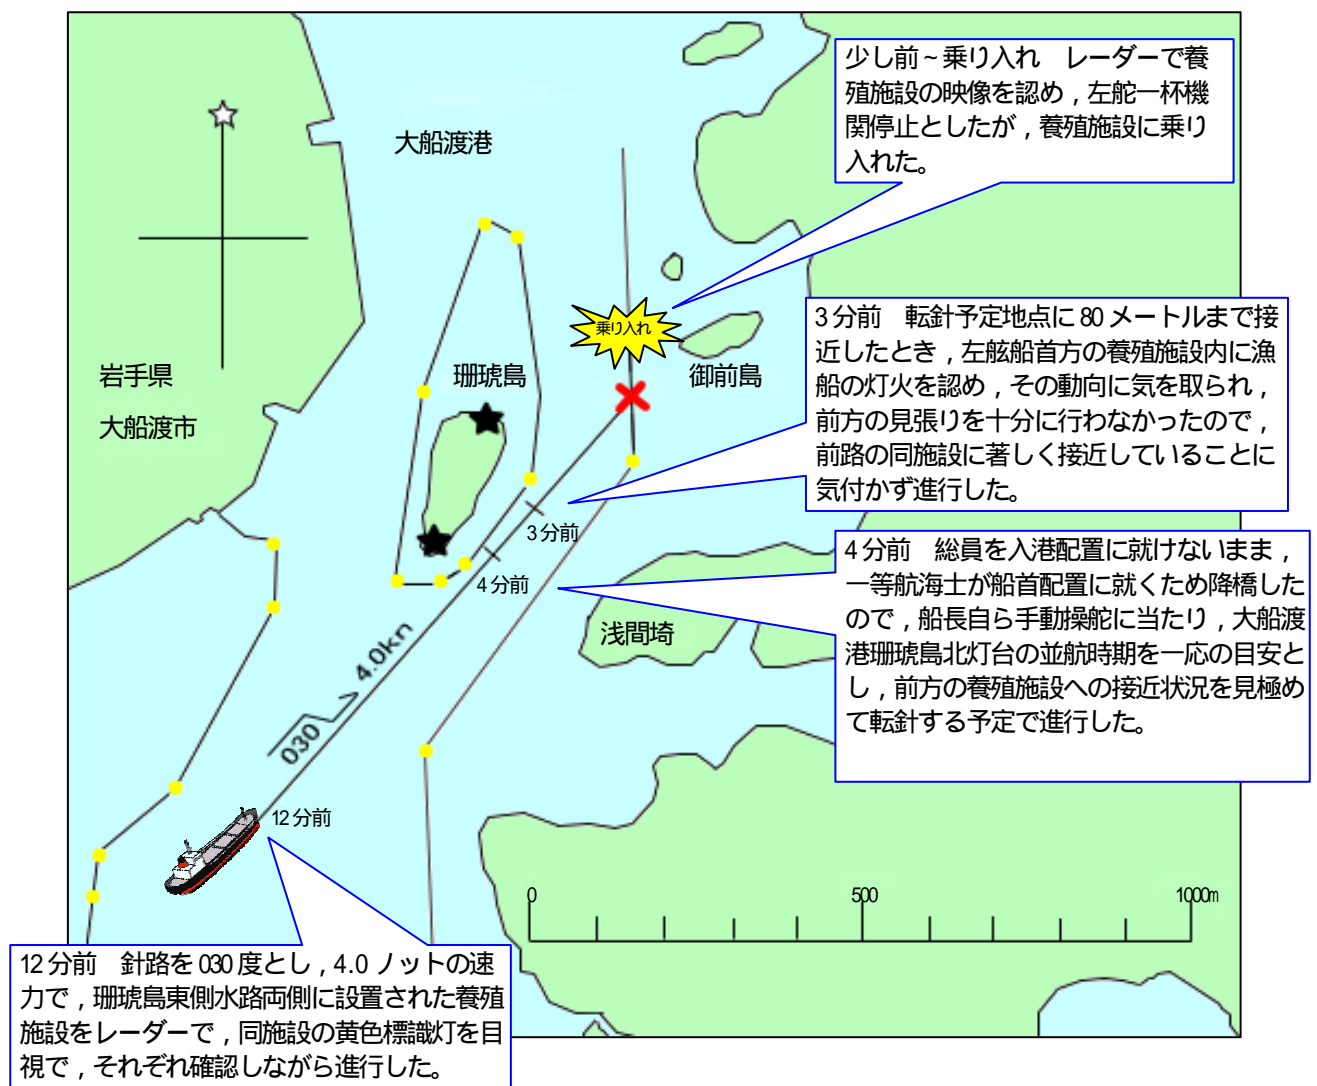 少し前~乗り入れ　レーダーで養
殖施設の映像を認め，左舵一杯機
関停止としたが，養殖施設に乗り
入れた。
大船渡港
3分前　転針予定地点に80メートルまで接
近したとき，左舷船首方の養殖施設内に漁
船の灯火を認め，その動向に気を取られ，
前方の見張りを十分に行わなかったので，
前路の同施設に著しく接近していることに
気付かず進行した。
乗り入れ
岩手県
大船渡市
珊琥島
御前島
3分前
4分前
4分前　総員を入港配置に就けないまま，
一等航海士が船首配置に就くため降橋した
ので，船長自ら手動操舵に当たり，大船渡
港珊琥島北灯台の並航時期を一応の目安と
し，前方の養殖施設への接近状況を見極め
て転針する予定で進行した。
浅間埼
030
4.0kn
12分前
0
500
1000m
12分前　針路を030度とし，4.0ノットの速
力で，珊琥島東側水路両側に設置された養殖
施設をレーダーで，同施設の黄色標識灯を目
視で，それぞれ確認しながら進行した。